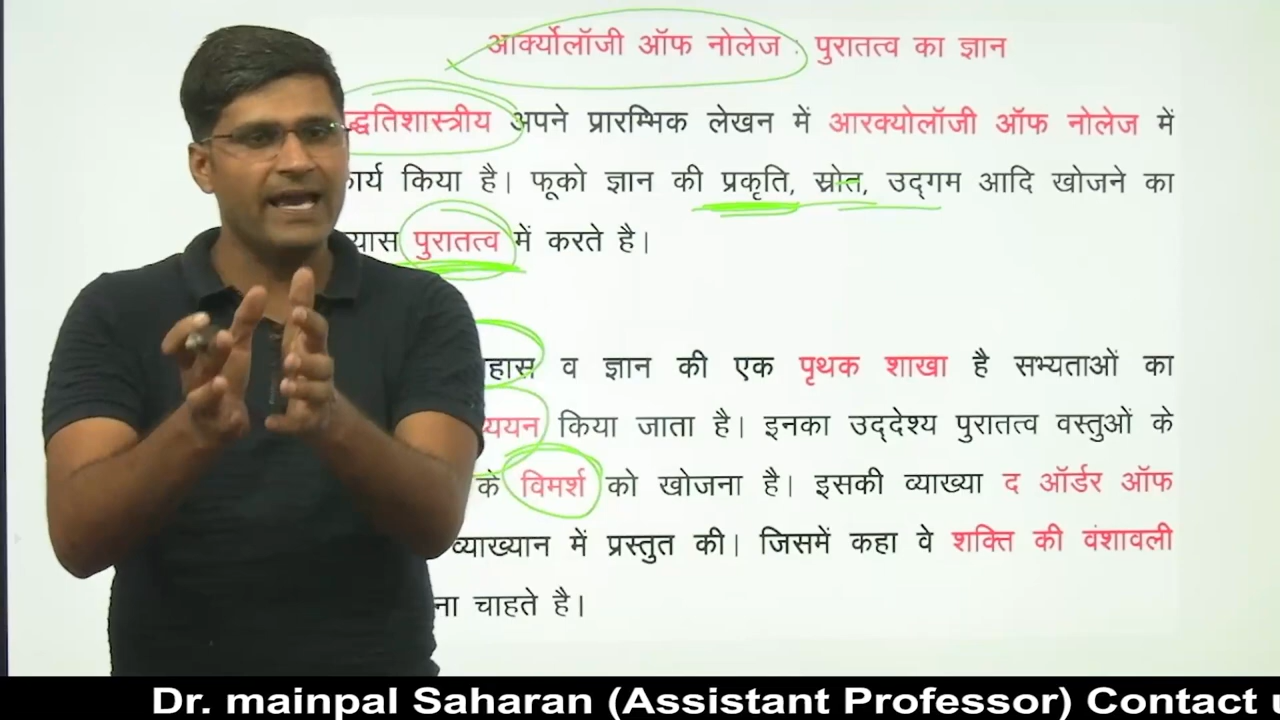 आर्क्योलॉजी ऑफ नोलेज : पुरातत्व का ज्ञान
द्धतिशास्त्रीय अपने प्रारम्भिक लेखन में आरक्योलॉजी ऑफ नोलेज में
कार्य किया है। फूको ज्ञान की प्रकृति, स्रोत, उद्‌गम आदि खोजने का
यास पुरातत्व में करते है।
हास व ज्ञान की एक पृथक शाखा है सभ्यताओं का
ययन किया जाता है। इनका उद्‌देश्य पुरातत्व वस्तुओं के
के विमर्श को खोजना है। इसकी व्याख्या द ऑर्डर ऑफ
व्याख्यान में प्रस्तुत की। जिसमें कहा वे शक्ति की वंशावली
ना चाहते है।
Dr. mainpal Saharan (Assistant Professor) Contact u